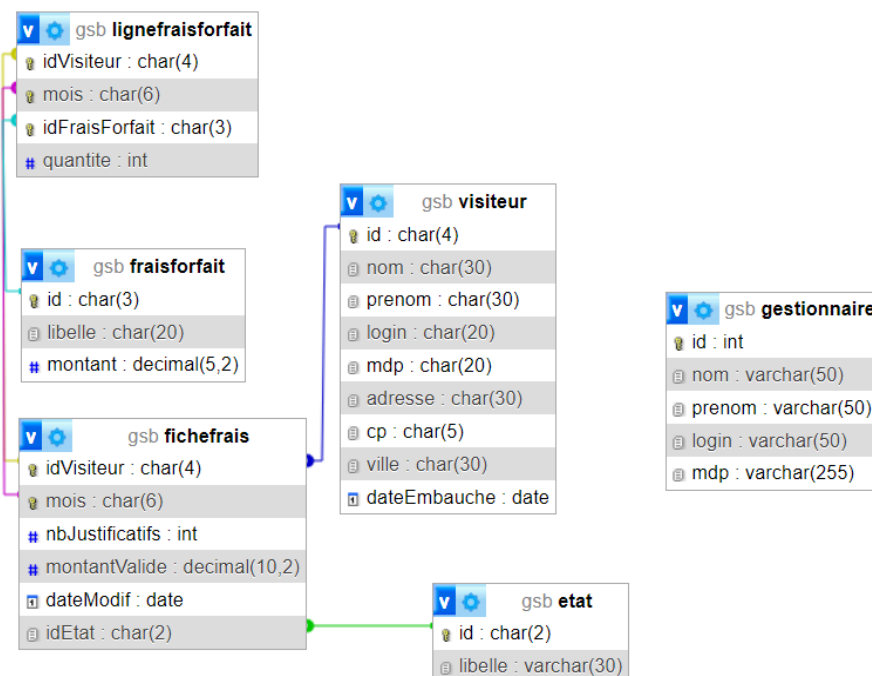 gsb lignefraisforfait
idVisiteur : char(4)
mois : char(6)
idFraisForfait : char(3)
# quantite : int
gsb fraisforfait
id : char(3)
libelle : char(20)
# montant : decimal(5,2)
gsb fichefrais
idVisiteur : char(4)
mois : char(6)
# nbJustificatifs : int
# montantValide : decimal(10,2)
dateModif : date
idEtat : char(2)
gsb visiteur
id : char(4)
nom : char(30)
prenom : char(30)
login : char(20)
mdp : char(20)
adresse : char(30)
cp : char(5)
ville : char(30)
dateEmbauche : date
gsb etat
id : char(2)
libelle : varchar(30)
gsb gestionnaire
id : int
nom : varchar(50)
prenom : varchar(50)
login : varchar(50)
mdp : varchar(255)